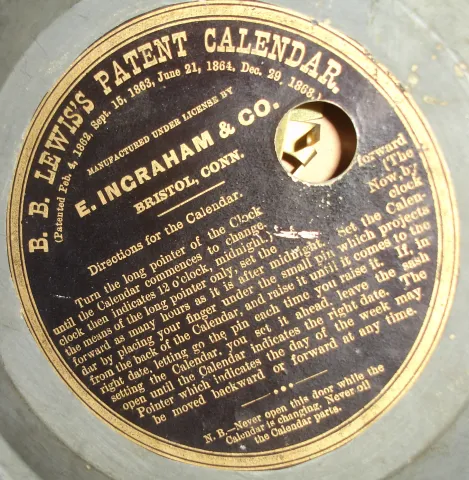 B. B. LEWIS'S PATENT CALENDAR.
(Patented Feb. 4, 1862, Sept. 15, 1863, June 21, 1864, Dec. 29, 1868.)
MANUFACTURED UNDER LICENSE BY
E. INGRAHAM & CO.
BRISTOL, CONN.
Directions for the Calendar.
Turn the long pointer of the Clock forward
until the Calendar commences to change. (The
clock that indicates 12 o'clock, midnight.) Now, by
the means of the long pointer only, set the clock
forward as many hours as it is after midnight. Set the Calen-
dar by placing your finger under the small pin which projects
from the back of the Calendar, and raise it until it comes to the
right date, letting go the pin each time you raise it. If, in
setting the Calendar, you set it ahead, leave the sash
open until the Calendar indicates the right date. The
Pointer which indicates the day of the week may
be moved backward or forward at any time.
N. B.—Never open this door while the
Calendar is changing. Never oil
the Calendar parts.